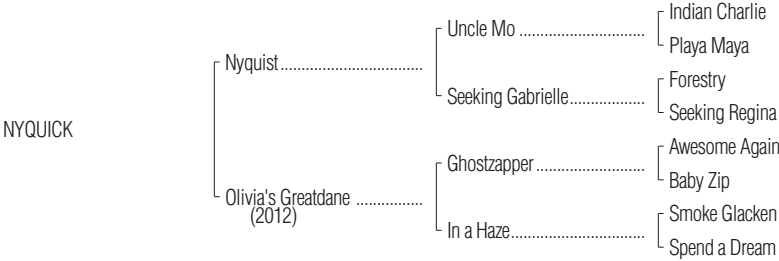 Indian Charlie
Uncle Mo ..............................
Playa Maya
Nyquist..................................
Forestry
Seeking Gabrielle..................
Seeking Regina
NYQUICK
Awesome Again
Ghostzapper ..........................
Baby Zip
Olivia's Greatdane ................
(2012)
Smoke Glacken
In a Haze................................
Spend a Dream